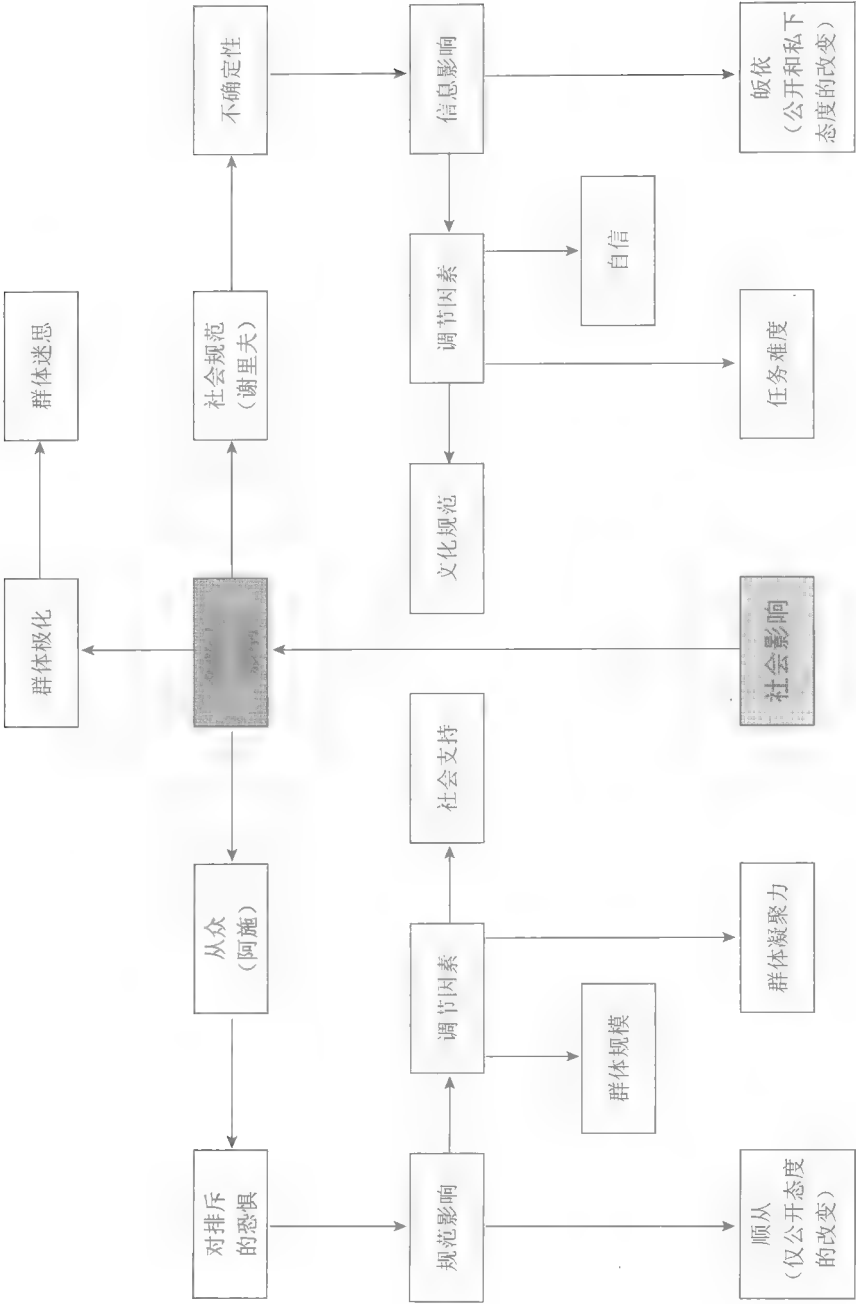 群体极化
群体迷思
对排斥
的恐惧
从众
（阿施）
社会规范
（谢里夫）
不确定性
规范影响
调节因素
社会支持
文化规范
调节因素
信息影响
群体规模
自信
顺从
（仅公开态度
的改变）
群体凝聚力
社会影响
任务难度
皈依
（公开和私下
态度的改变）